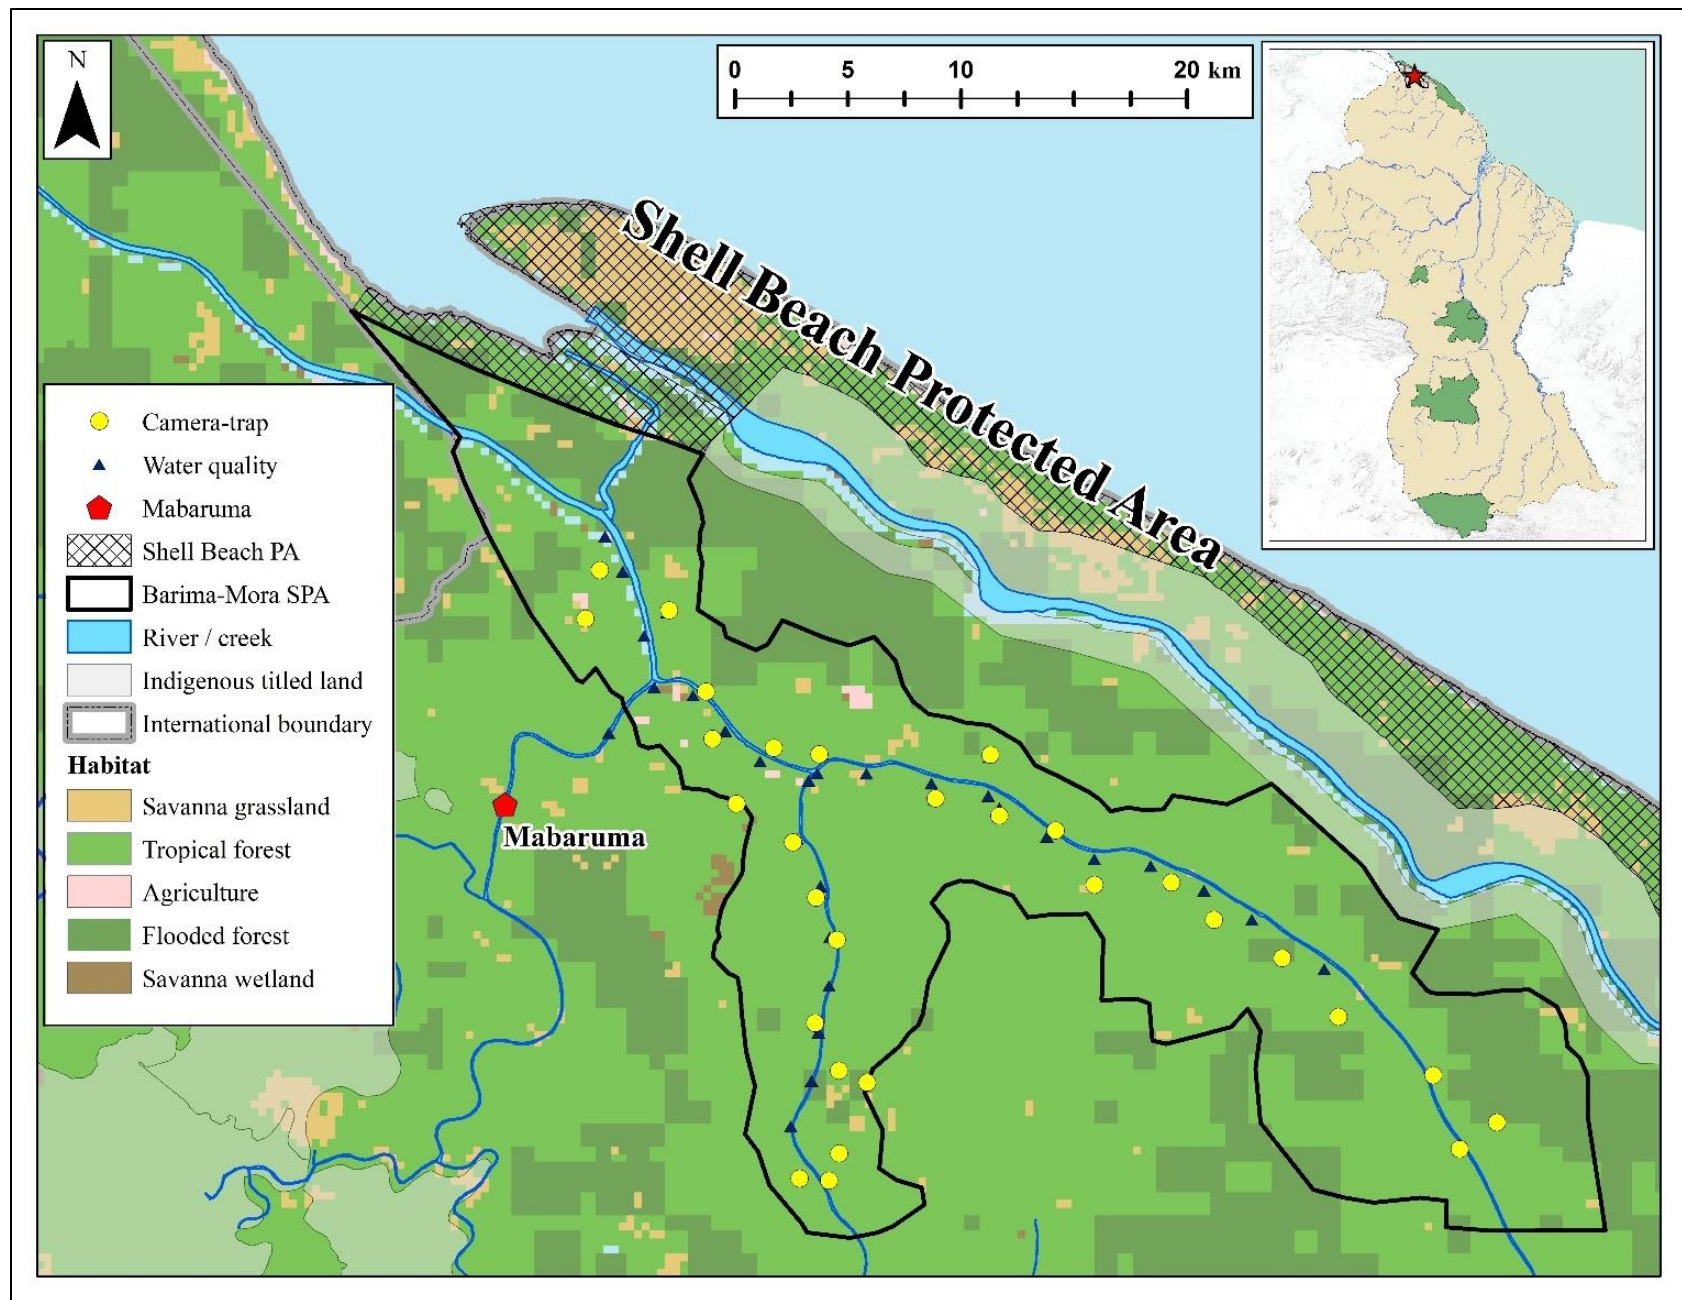 N
0 5 10 20 km
Shell Beach Protected Area
Camera-trap
Water quality
Mabaruma
Shell Beach PA
Barima-Mora SPA
River / creek
Indigenous titled land
International boundary
Habitat
Savanna grassland
Tropical forest
Agriculture
Flooded forest
Savanna wetland
Mabaruma